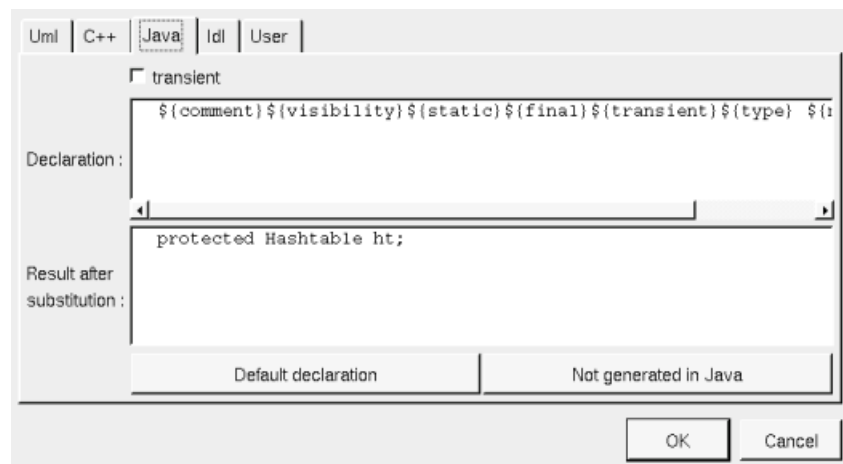 Uml C++ Java Idl User
transient
${comment}${visibility}${static}${final}${transient}${type} ${
Declaration :
protected Hashtable ht;
Result after
substitution :
Default declaration Not generated in Java
OK Cancel